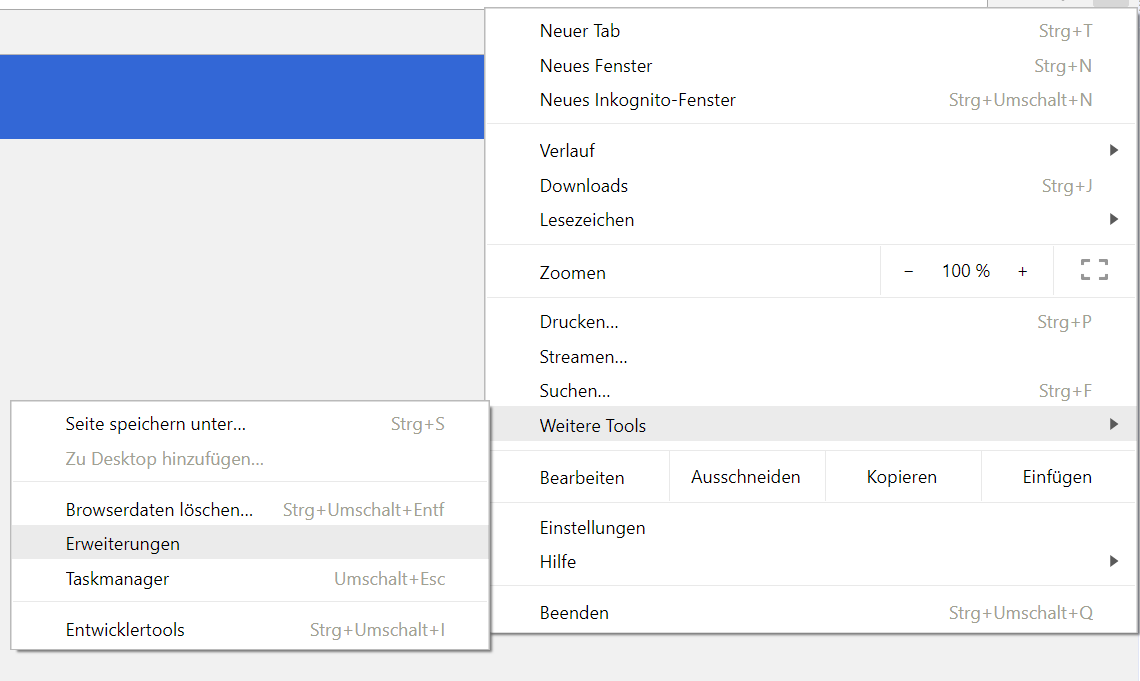 Neuer Tab Strg+T
Neues Fenster Strg+N
Neues Inkognito-Fenster Strg+Umschalt+N
Verlauf
Downloads Strg+J
Lesezeichen
Zoomen − 100 % +
Drucken... Strg+P
Streamen...
Suchen... Strg+F
Weitere Tools
Bearbeiten Ausschneiden Kopieren Einfügen
Einstellungen
Hilfe
Beenden Strg+Umschalt+Q
Seite speichern unter... Strg+S
Zu Desktop hinzufügen...
Browserdaten löschen... Strg+Umschalt+Entf
Erweiterungen
Taskmanager Umschalt+Esc
Entwicklertools Strg+Umschalt+I